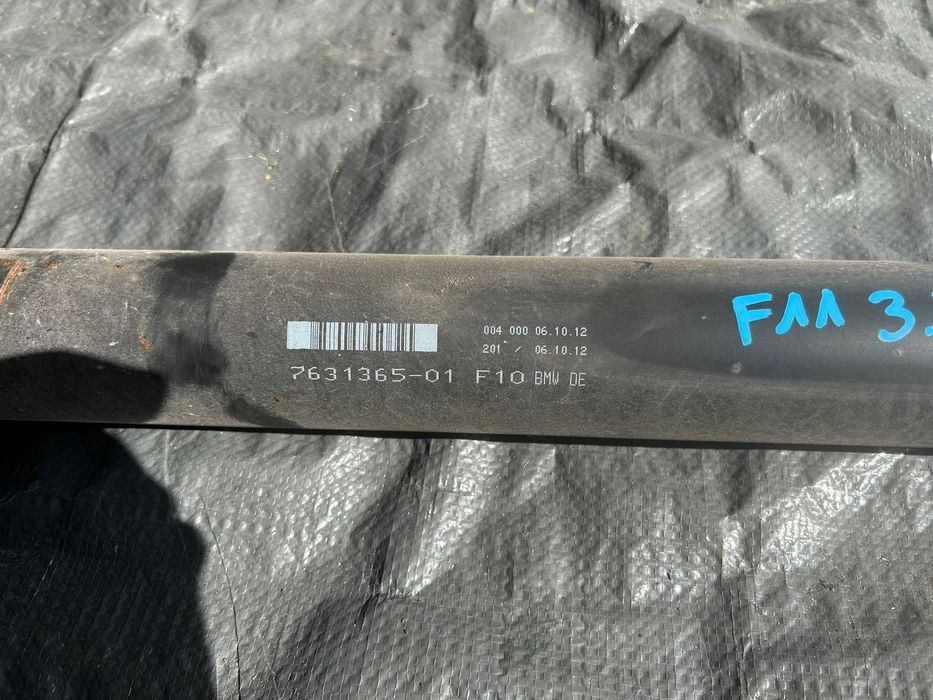 004 000 06.10.12
201 / 06.10.12
7631365-01 F10 BMW DE
F11 3.